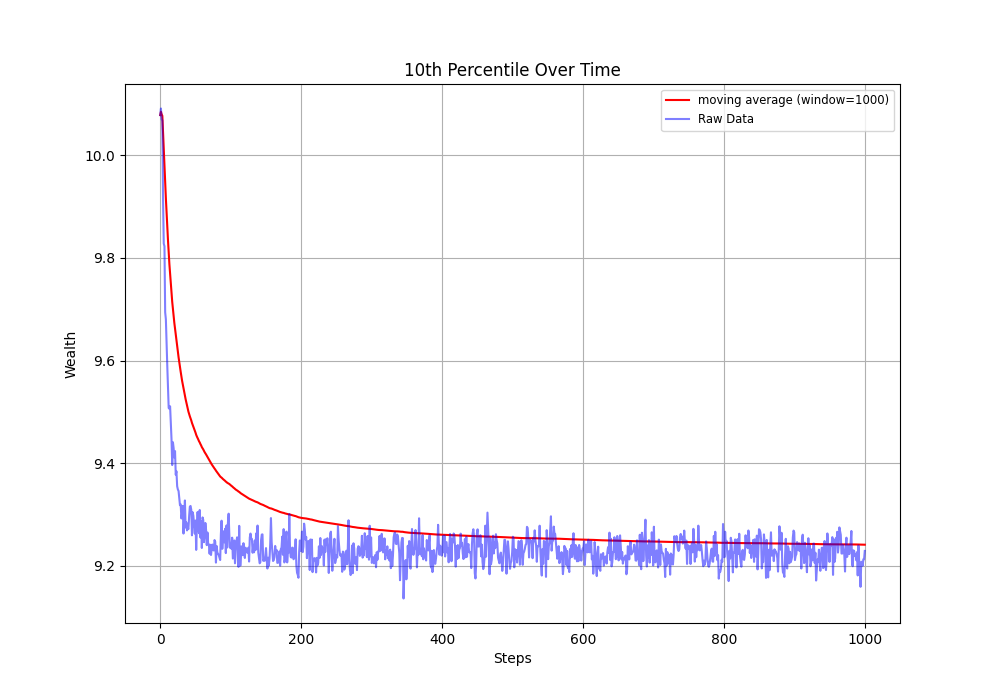 10th Percentile Over Time
moving average (window=1000)
Raw Data
10.0
9.8
9.6
9.4
9.2
Wealth
0
200
400
600
800
1000
Steps